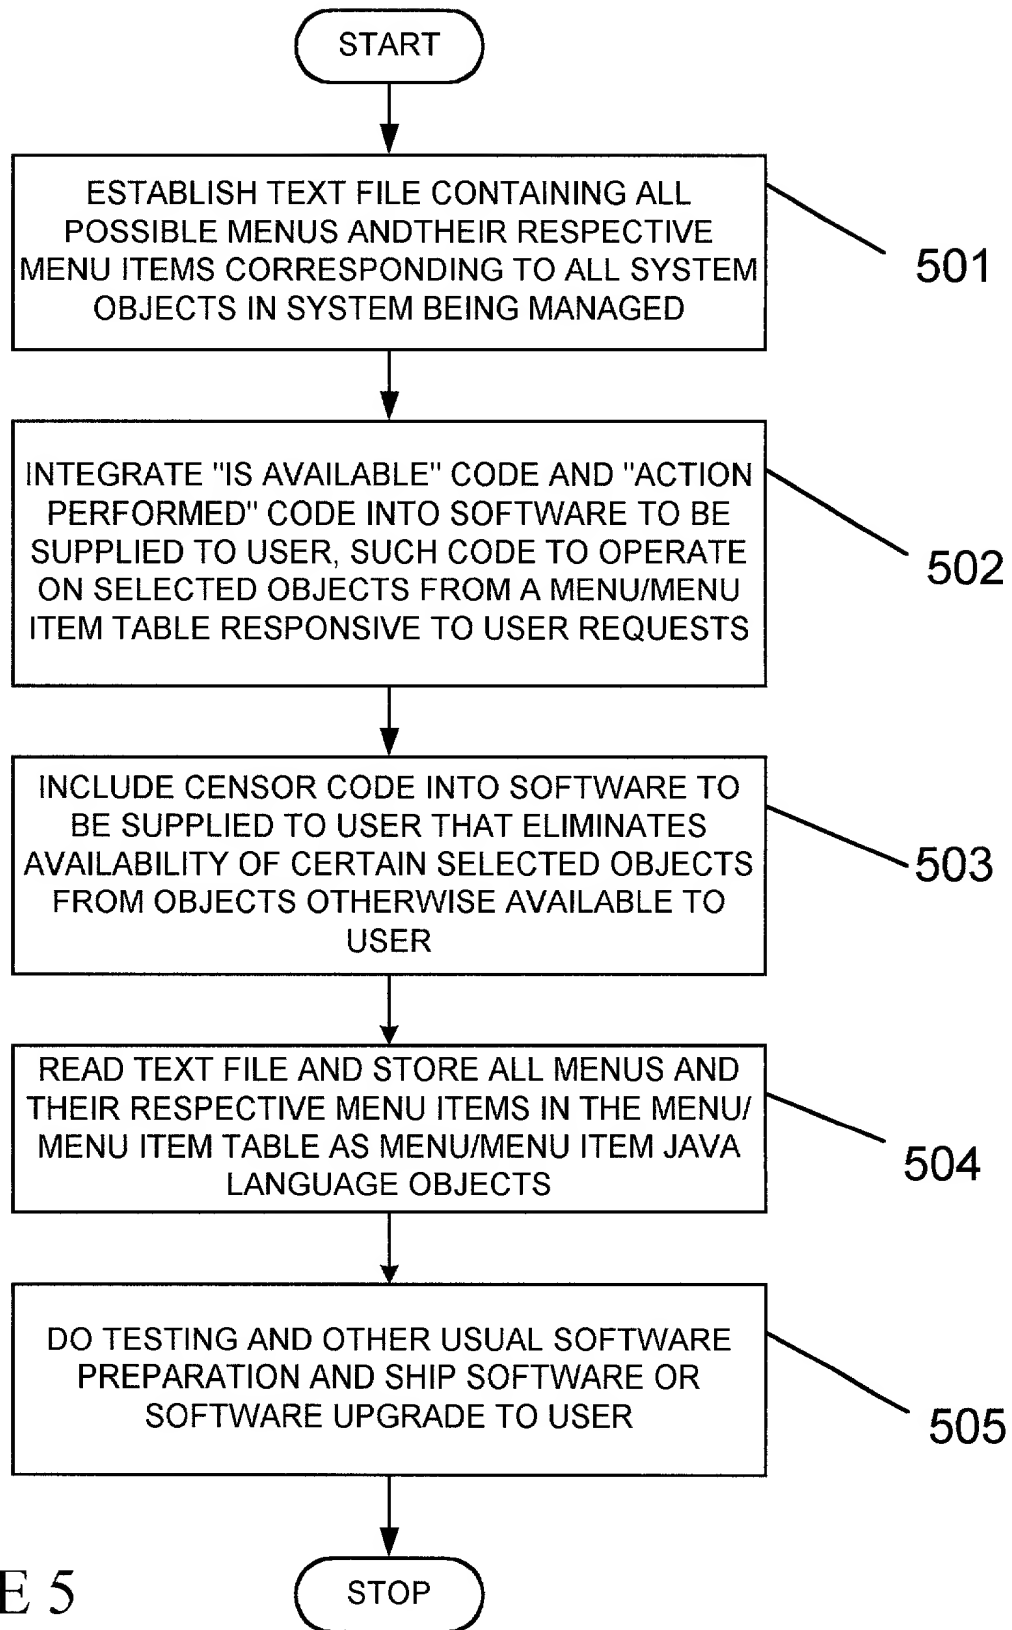 START
ESTABLISH TEXT FILE CONTAINING ALL
POSSIBLE MENUS ANDTHEIR RESPECTIVE
MENU ITEMS CORRESPONDING TO ALL SYSTEM
OBJECTS IN SYSTEM BEING MANAGED
501
INTEGRATE "IS AVAILABLE" CODE AND "ACTION
PERFORMED" CODE INTO SOFTWARE TO BE
SUPPLIED TO USER, SUCH CODE TO OPERATE
ON SELECTED OBJECTS FROM A MENU/MENU
ITEM TABLE RESPONSIVE TO USER REQUESTS
502
INCLUDE CENSOR CODE INTO SOFTWARE TO
BE SUPPLIED TO USER THAT ELIMINATES
AVAILABILITY OF CERTAIN SELECTED OBJECTS
FROM OBJECTS OTHERWISE AVAILABLE TO
USER
503
READ TEXT FILE AND STORE ALL MENUS AND
THEIR RESPECTIVE MENU ITEMS IN THE MENU/
MENU ITEM TABLE AS MENU/MENU ITEM JAVA
LANGUAGE OBJECTS
504
DO TESTING AND OTHER USUAL SOFTWARE
PREPARATION AND SHIP SOFTWARE OR
SOFTWARE UPGRADE TO USER
505
STOP
E 5